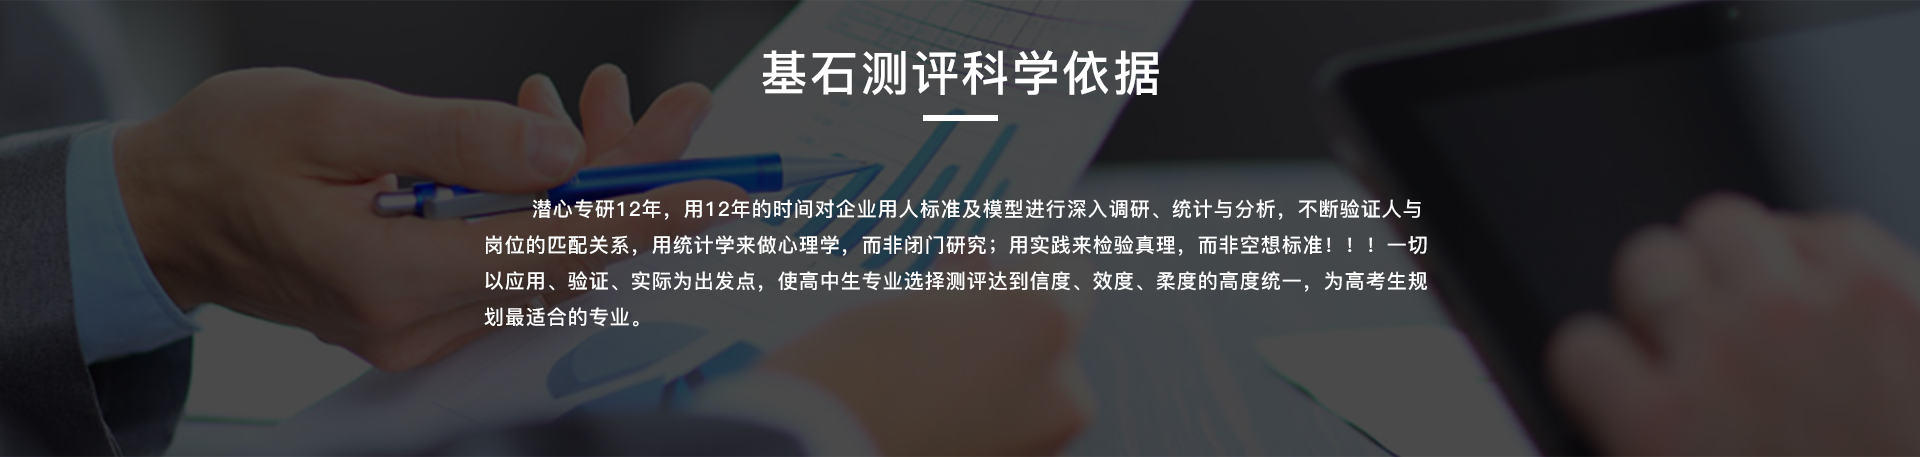 基石测评科学依据
潜心专研12年，用12年的时间对企业用人标准及模型进行深入调研、统计与分析，不断验证人与
岗位的匹配关系，用统计学来做心理学，而非闭门研究；用实践来检验真理，而非空想标准！！！一切
以应用、验证、实际为出发点，使高中生专业选择测评达到信度、效度、柔度的高度统一，为高考生规
划最适合的专业。